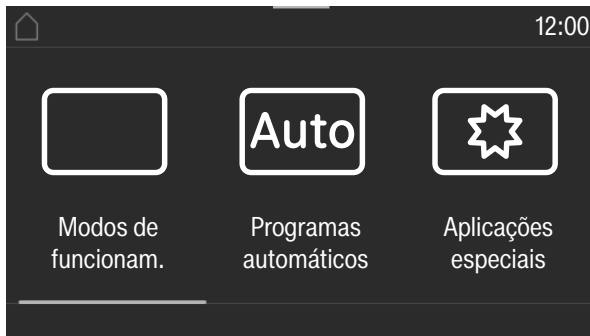 12:00
Auto
Modos de
funcionam.
Programas
automáticos
Aplicações
especiais